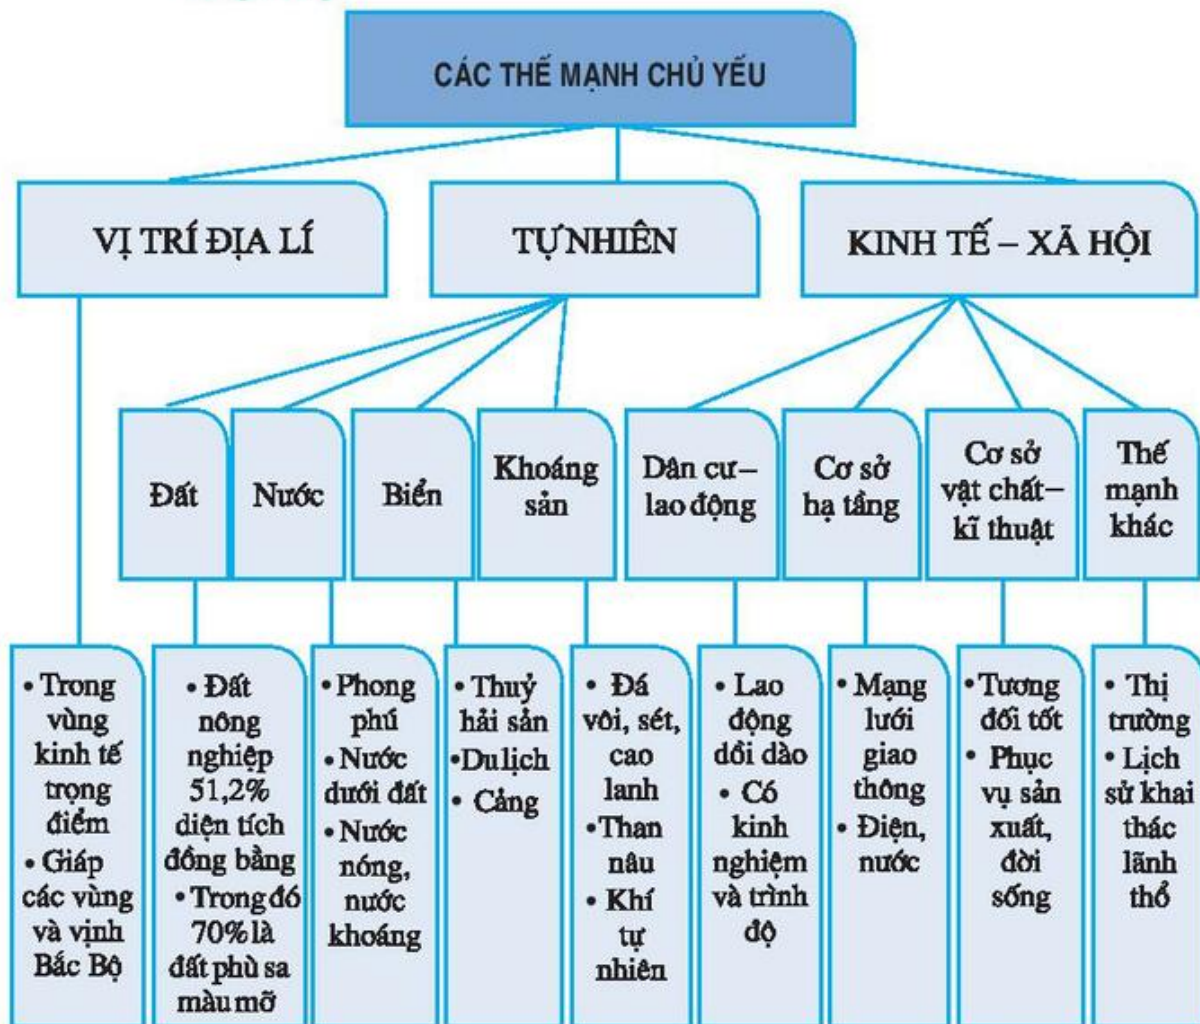 CÁC THẾ MẠNH CHỦ YẾU
VỊ TRÍ ĐỊA LÍ
TỰ NHIÊN
KINH TẾ – XÃ HỘI
Đất
Nước
Biển
Khoáng
sản
Dân cư–
lao động
Cơ sở
hạ tầng
Cơ sở
vật chất–
kĩ thuật
Thế
mạnh
khác
• Trong
vùng
kinh tế
trọng
điểm
• Giáp
các vùng
và vịnh
Bắc Bộ
• Đất
nông
nghiệp
51,2%
diện tích
đồng bằng
• Trong đó
70% là
đất phù sa
màu mỡ
• Phong
phú
• Nước
dưới đất
• Nước
nóng,
nước
khoáng
• Thuỷ
hải sản
• Du lịch
• Cảng
• Đá
vôi, sét,
cao
lanh
• Than
nâu
• Khí
tự
nhiên
• Lao
động
dồi dào
• Có
kinh
nghiệm
và trình
độ
• Mạng
lưới
giao
thông
• Điện,
nước
• Tương
đối tốt
• Phục
vụ sản
xuất,
đời
sống
• Thị
trường
• Lịch
sử khai
thác
lãnh
thổ